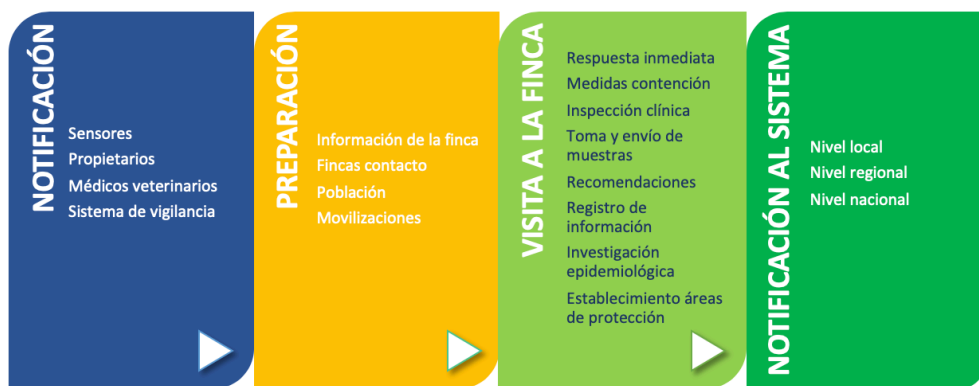 NOTIFICACIÓN
Sensores
Propietarios
Médicos veterinarios
Sistema de vigilancia
PREPARACIÓN
Información de la finca
Fincas contacto
Población
Movilizaciones
VISITA A LA FINCA
Respuesta inmediata
Medidas contención
Inspección clínica
Toma y envío de
muestras
Recomendaciones
Registro de
información
Investigación
epidemiológica
Establecimiento áreas
de protección
NOTIFICACIÓN AL SISTEMA
Nivel local
Nivel regional
Nivel nacional